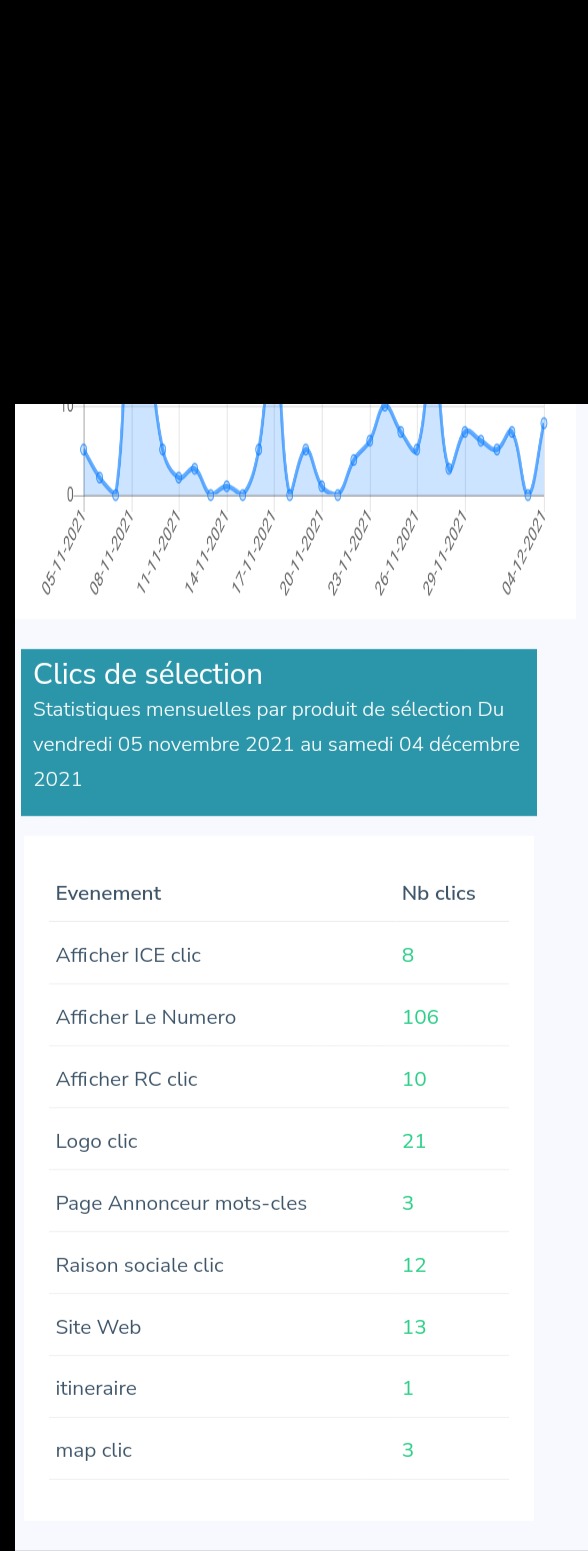 0
05-11-2021
08-11-2021
11-11-2021
14-11-2021
17-11-2021
20-11-2021
23-11-2021
26-11-2021
29-11-2021
04-12-2021
Clics de sélection
Statistiques mensuelles par produit de sélection Du
vendredi 05 novembre 2021 au samedi 04 décembre
2021
Evenement Nb clics
Afficher ICE clic 8
Afficher Le Numero 106
Afficher RC clic 10
Logo clic 21
Page Annonceur mots-cles 3
Raison sociale clic 12
Site Web 13
itineraire 1
map clic 3